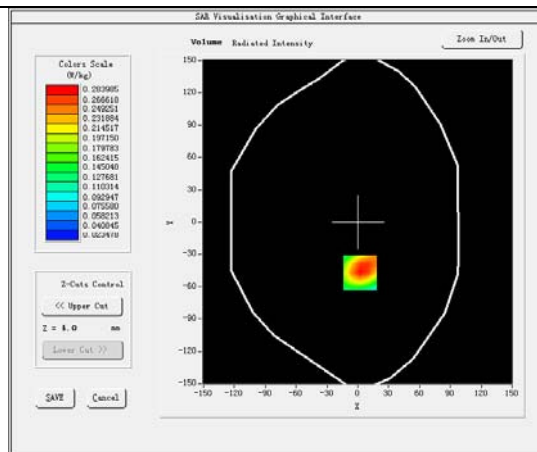 SAR Visualisation Graphical Interface
Volume Radiated Intensity
Zoom In/Out
Colors Scale
(W/kg)
0.283985
0.266618
0.249251
0.231884
0.214517
0.197150
0.179783
0.162415
0.145048
0.127681
0.110314
0.092947
0.075580
0.058213
0.040845
0.023478
Z-Cuts Control
<< Upper Cut
Z = 4.0 mm
Lower Cut >>
SAVE Cancel
150
120
90
60
30
0
-30
-60
-90
-120
-150
Y
-150 -120 -90 -60 -30 0 30 60 90 120 150
X